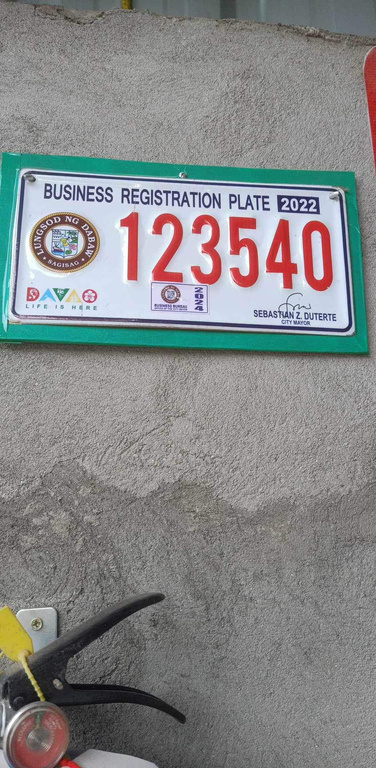 BUSINESS REGISTRATION PLATE 2022
LUNGSOD NG DABAW
SAGISAG
123540
DAVAO
LIFE IS HERE
2024
BUSINESS BUREAU
SEBASTIAN Z. DUTERTE
CITY MAYOR